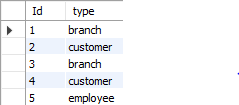 Id type
1 branch
2 customer
3 branch
4 customer
5 employee